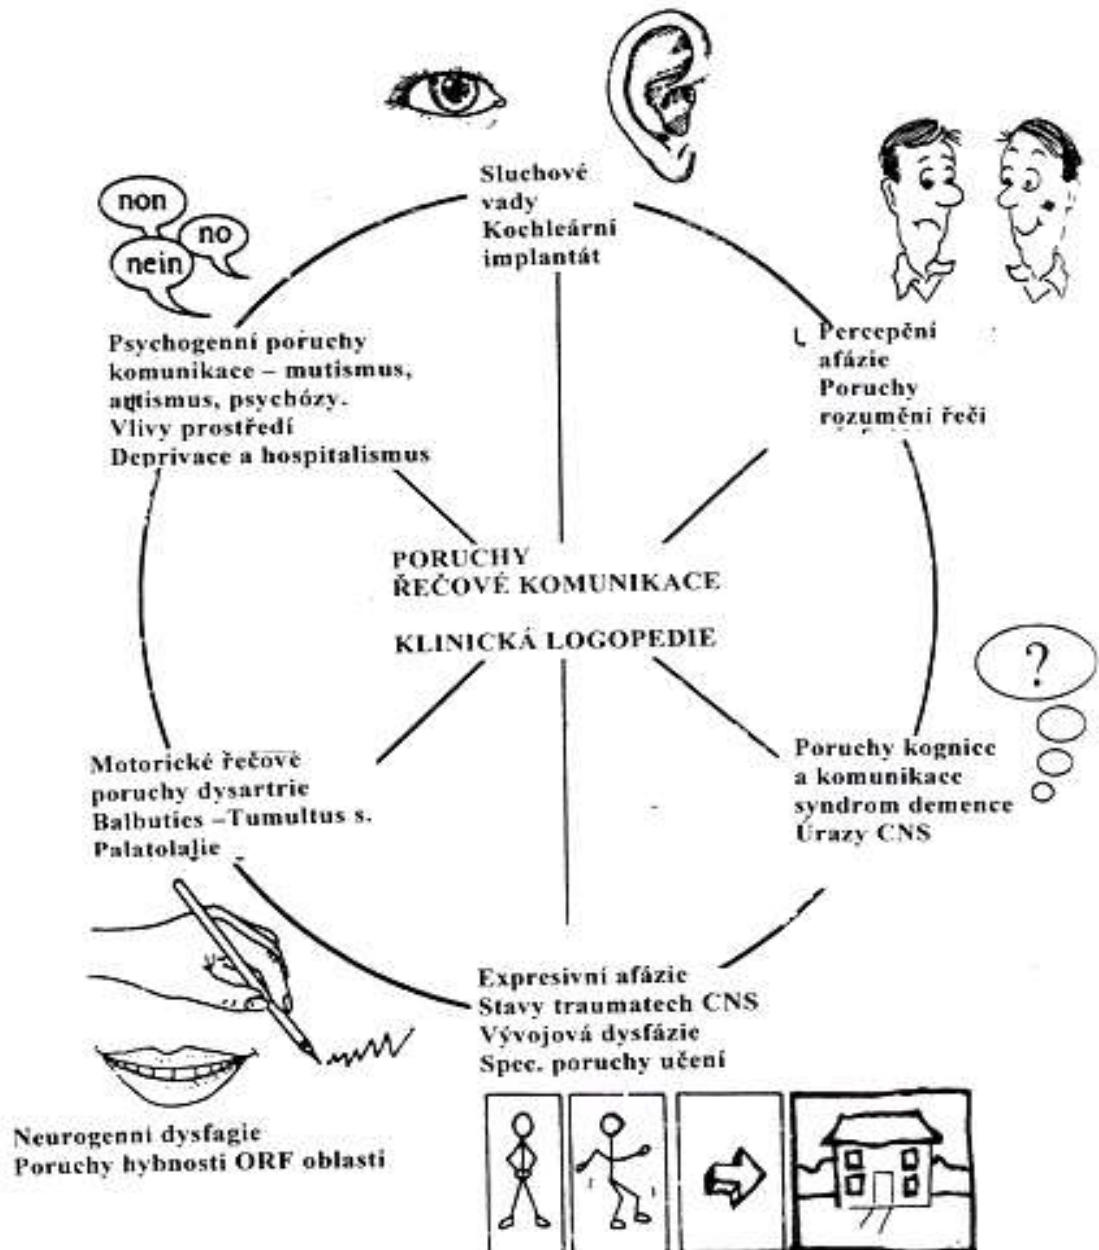 non
no
nein
Sluchové
vady
Kochleární
implantát
Percepční
afázie
Poruchy
rozumění řeči
Psychogenní poruchy
komunikace – mutismus,
autismus, psychózy.
Vlivy prostředí
Deprivace a hospitalismus
PORUCHY
ŘEČOVÉ KOMUNIKACE
KLINICKÁ LOGOPEDIE
?
Poruchy kognice
a komunikace
syndrom demence
Úrazy CNS
Motorické řečové
poruchy dysartrie
Balbuties –Tumultus s.
Palatolalie
Expresivní afázie
Stavy traumatech CNS
Vývojová dysfázie
Spec. poruchy učení
Neurogenní dysfagie
Poruchy hybnosti ORF oblasti